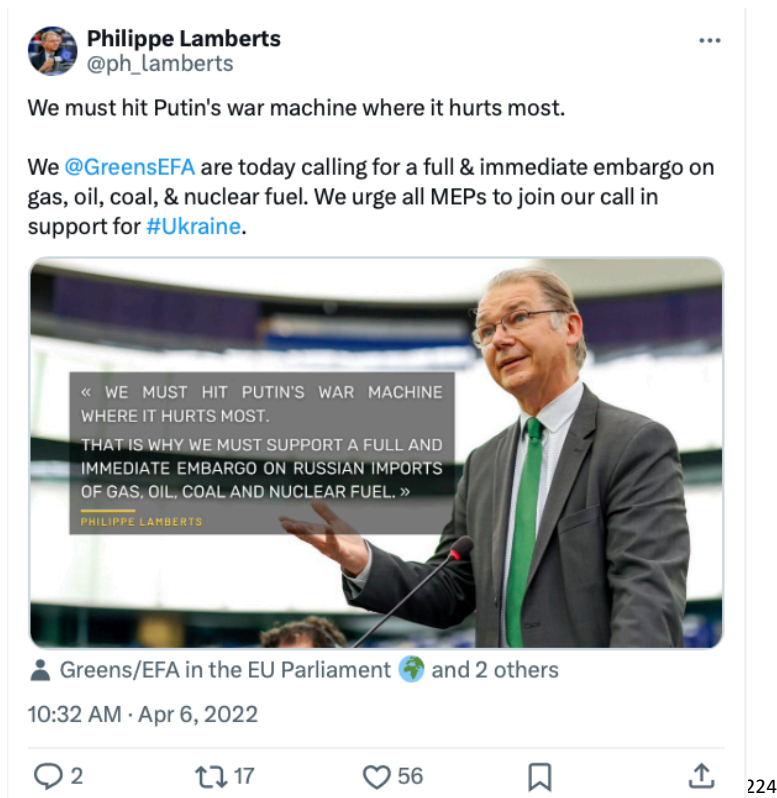 Philippe Lamberts
@ph_lamberts
We must hit Putin's war machine where it hurts most.
We @GreensEFA are today calling for a full & immediate embargo on
gas, oil, coal, & nuclear fuel. We urge all MEPs to join our call in
support for #Ukraine.
« WE MUST HIT PUTIN'S WAR MACHINE
WHERE IT HURTS MOST.
THAT IS WHY WE MUST SUPPORT A FULL AND
IMMEDIATE EMBARGO ON RUSSIAN IMPORTS
OF GAS, OIL, COAL AND NUCLEAR FUEL. »
PHILIPPE LAMBERTS
Greens/EFA in the EU Parliament 🌍 and 2 others
10:32 AM · Apr 6, 2022
2 17 56
224